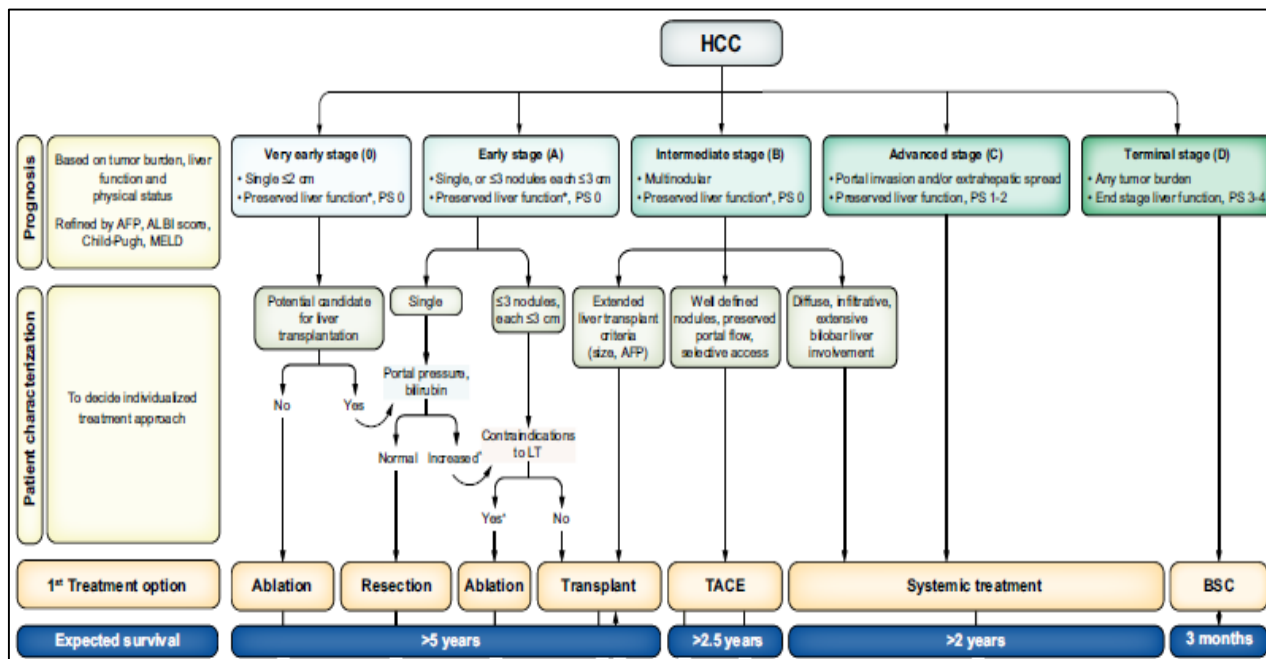 HCC
Prognosis
Based on tumor burden, liver
function and
physical status
Refined by AFP, ALBI score,
Child-Pugh, MELD
Very early stage (0)
• Single ≤2 cm
• Preserved liver function*, PS 0
Early stage (A)
• Single, or ≤3 nodes each ≤3 cm
• Preserved liver function*, PS 0
Intermediate stage (B)
• Multinodular
• Preserved liver function*, PS 0
Advanced stage (C)
• Portal invasion and/or extrahepatic spread
• Preserved liver function, PS 1-2
Terminal stage (D)
• Any tumor burden
• End stage liver function, PS 3-4
Patient characterization
To decide individualized
treatment approach
Potential candidate
for liver
transplantation
Single
≤3 nodules,
each ≤3 cm
Extended
liver transplant
criteria
(size, AFP)
Well defined
nodules, preserved
portal flow,
selective access
Diffuse, infiltrative,
extensive
bilobar liver
involvement
Portal pressure,
bilirubin
No
Yes
Normal
Increased
Contraindications
to LT
Yes
No
1st Treatment option
Ablation
Resection
Ablation
Transplant
TACE
Systemic treatment
BSC
Expected survival
>5 years
>2.5 years
>2 years
3 months